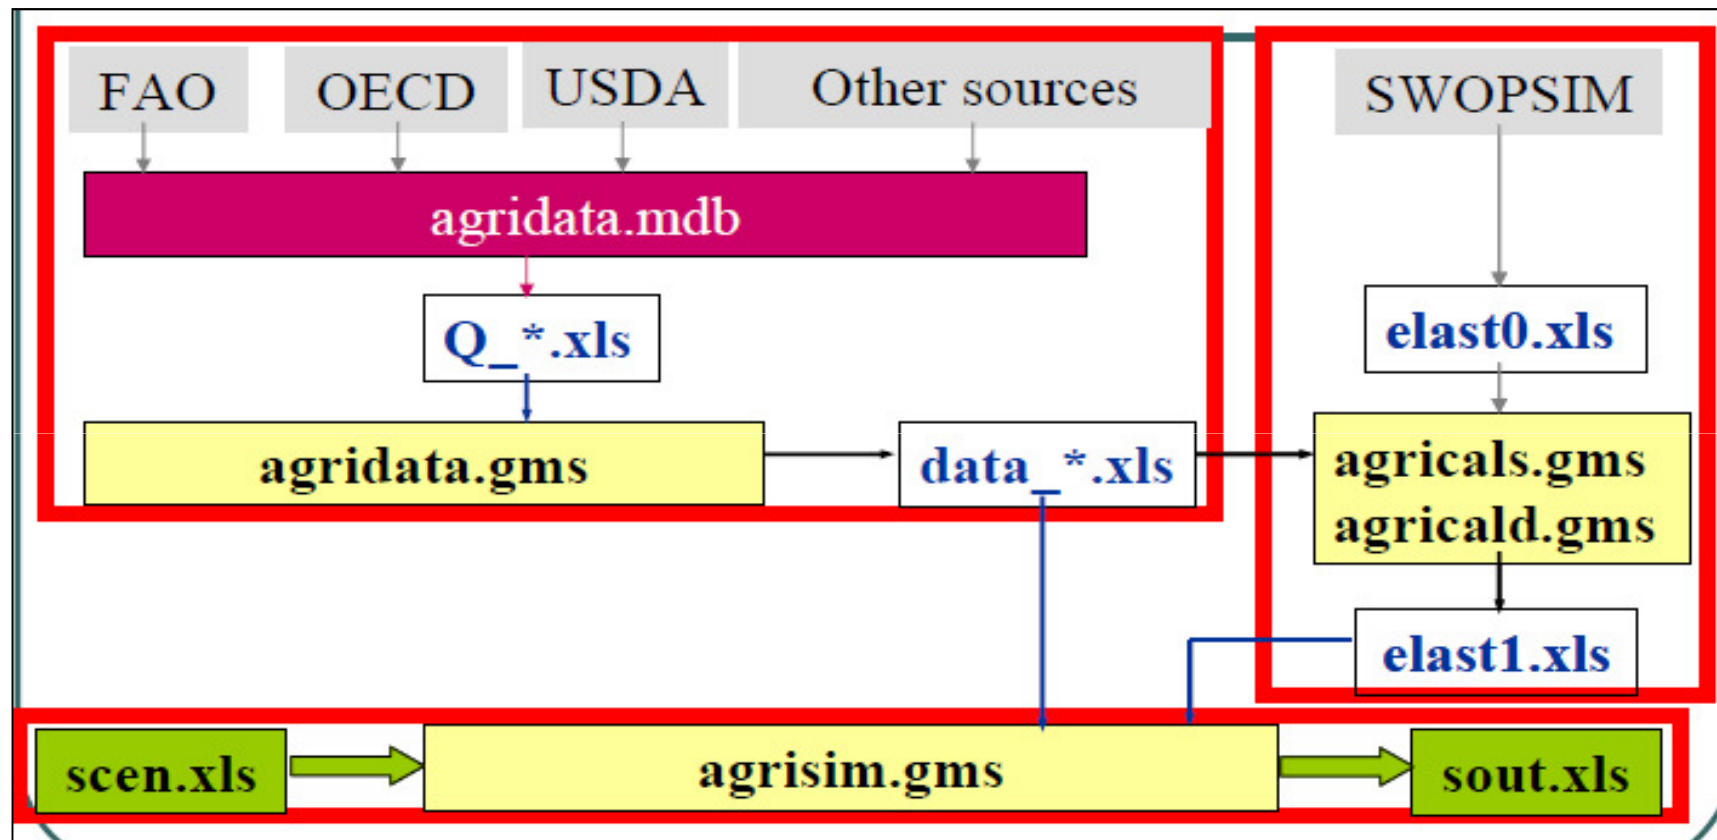 FAO
OECD
USDA
Other sources
SWOPSIM
agridata.mdb
Q_*.xls
elast0.xls
agridata.gms
data_*.xls
agricals.gms
agricald.gms
elast1.xls
scen.xls
agrisim.gms
sout.xls